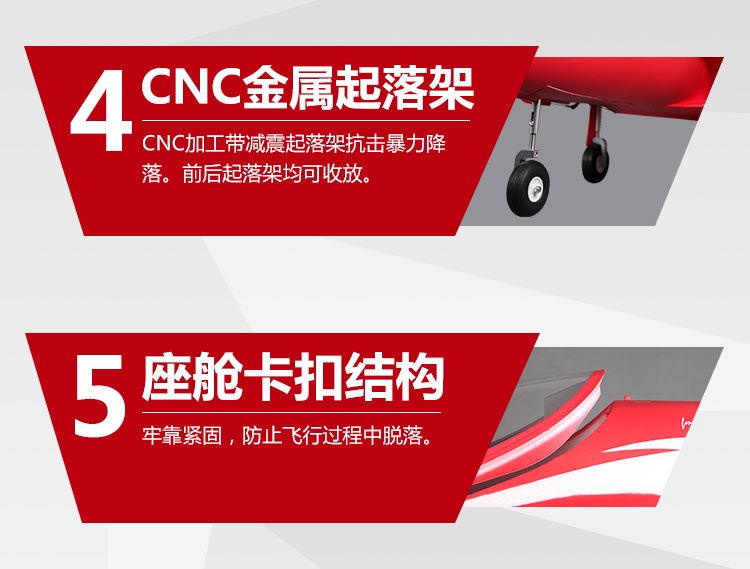 4
CNC金属起落架
CNC加工带减震起落架抗击暴力降
落。前后起落架均可收放。
5
座舱卡扣结构
牢靠紧固，防止飞行过程中脱落。